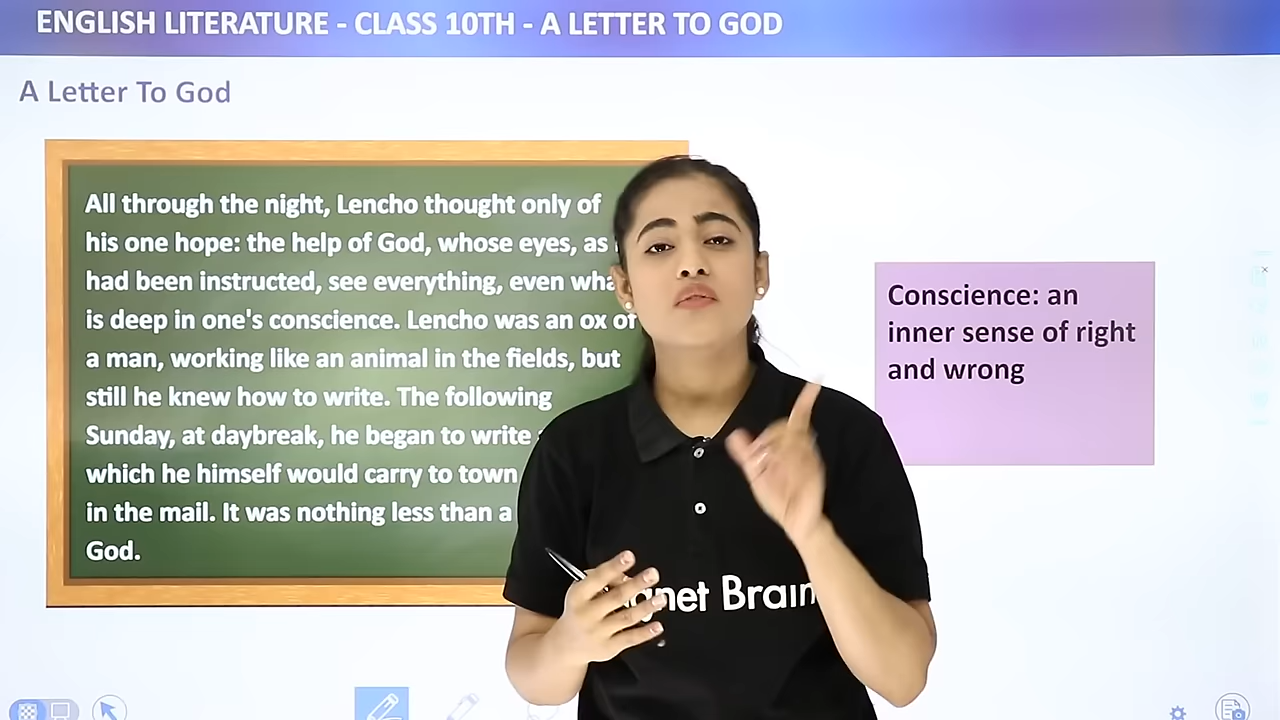 ENGLISH LITERATURE - CLASS 10TH - A LETTER TO GOD
A Letter To God
All through the night, Lencho thought only of
his one hope: the help of God, whose eyes, as
had been instructed, see everything, even
is deep in one's conscience. Lencho was an ox
a man, working like an animal in the fields, but
still he knew how to write. The following
Sunday, at daybreak, he began to write
which he himself would carry to town
in the mail. It was nothing less than a
God.
Conscience: an
inner sense of right
and wrong